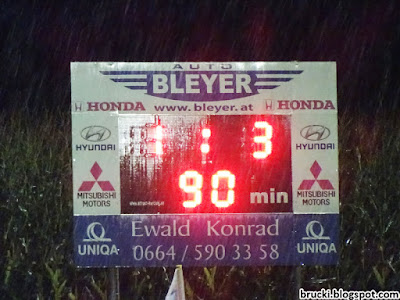 AUTO
BLEYER
HONDA www.bleyer.at HONDA
HYUNDAI 1 : 3 HYUNDAI
MITSUBISHI MOTORS 90 min MITSUBISHI MOTORS
Ewald Konrad
UNIQA 0664 / 590 33 58 UNIQA
brucki.blogspot.com